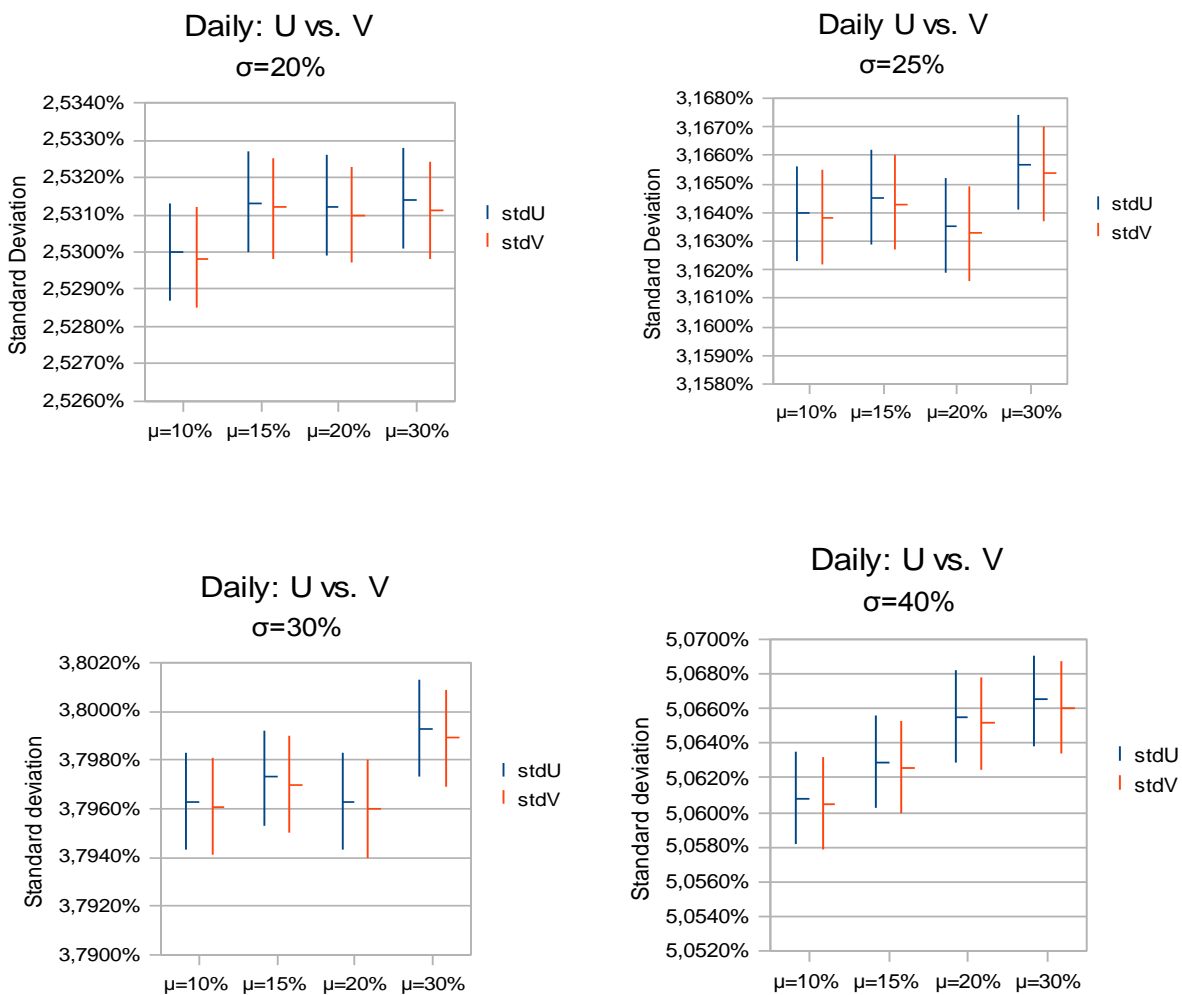 Daily: U vs. V
σ=20%
2,5340%
2,5330%
2,5320%
2,5310%
2,5300%
2,5290%
2,5280%
2,5270%
2,5260%
Standard Deviation
μ=10% μ=15% μ=20% μ=30%
stdU
stdV
Daily U vs. V
σ=25%
3,1680%
3,1670%
3,1660%
3,1650%
3,1640%
3,1630%
3,1620%
3,1610%
3,1600%
3,1590%
3,1580%
Standard Deviation
μ=10% μ=15% μ=20% μ=30%
stdU
stdV
Daily: U vs. V
σ=30%
3,8020%
3,8000%
3,7980%
3,7960%
3,7940%
3,7920%
3,7900%
Standard deviation
μ=10% μ=15% μ=20% μ=30%
stdU
stdV
Daily: U vs. V
σ=40%
5,0700%
5,0680%
5,0660%
5,0640%
5,0620%
5,0600%
5,0580%
5,0560%
5,0540%
5,0520%
Standard deviation
μ=10% μ=15% μ=20% μ=30%
stdU
stdV